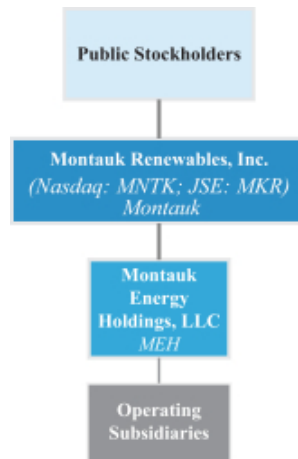 Public Stockholders
Montauk Renewables, Inc.
(Nasdaq: MNTK; JSE: MKR)
Montauk
Montauk
Energy
Holdings, LLC
MEH
Operating
Subsidiaries